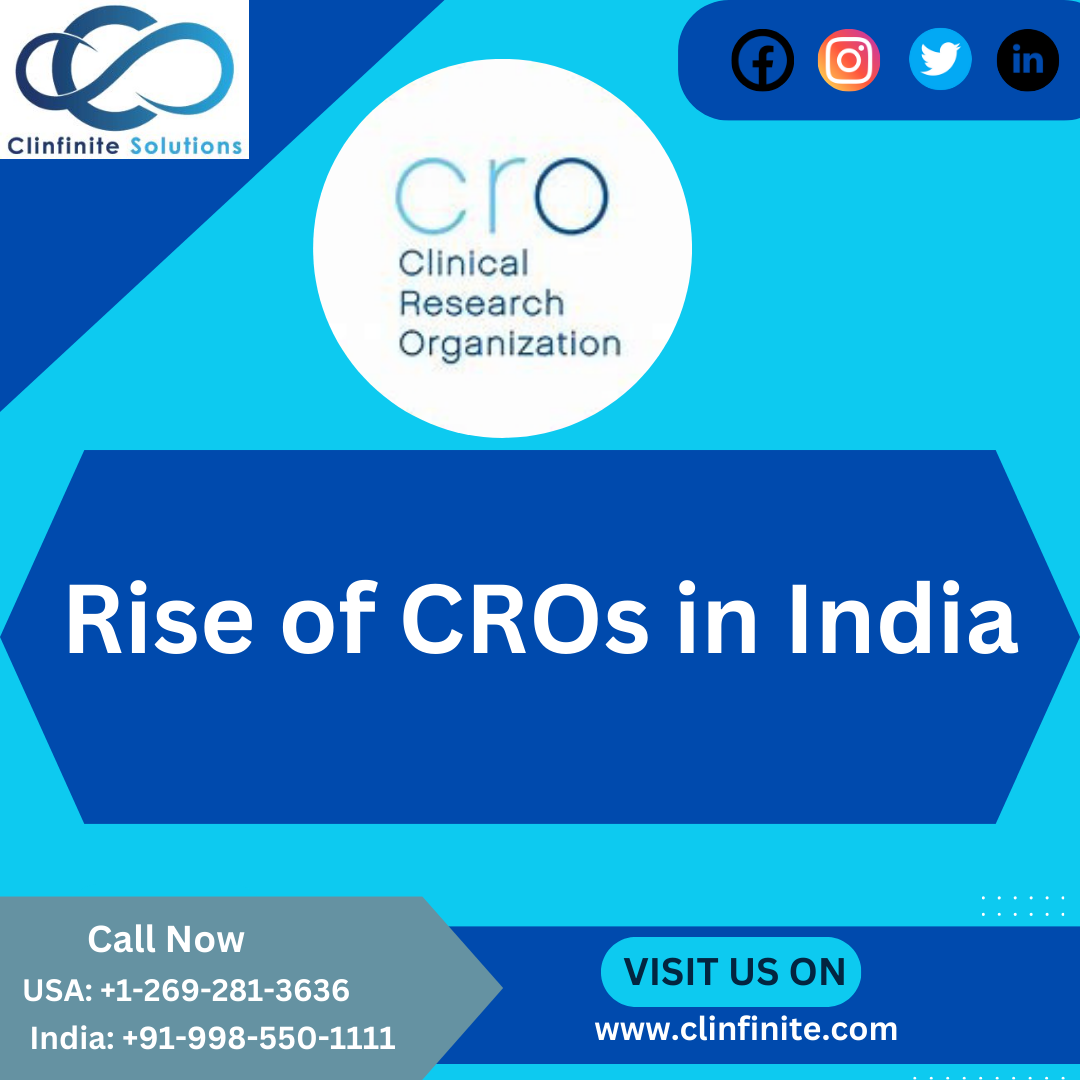 Clinfinite Solutions
cro
Clinical
Research
Organization
Rise of CROs in India
Call Now
USA: +1-269-281-3636
India: +91-998-550-1111
VISIT US ON
www.clinfinite.com